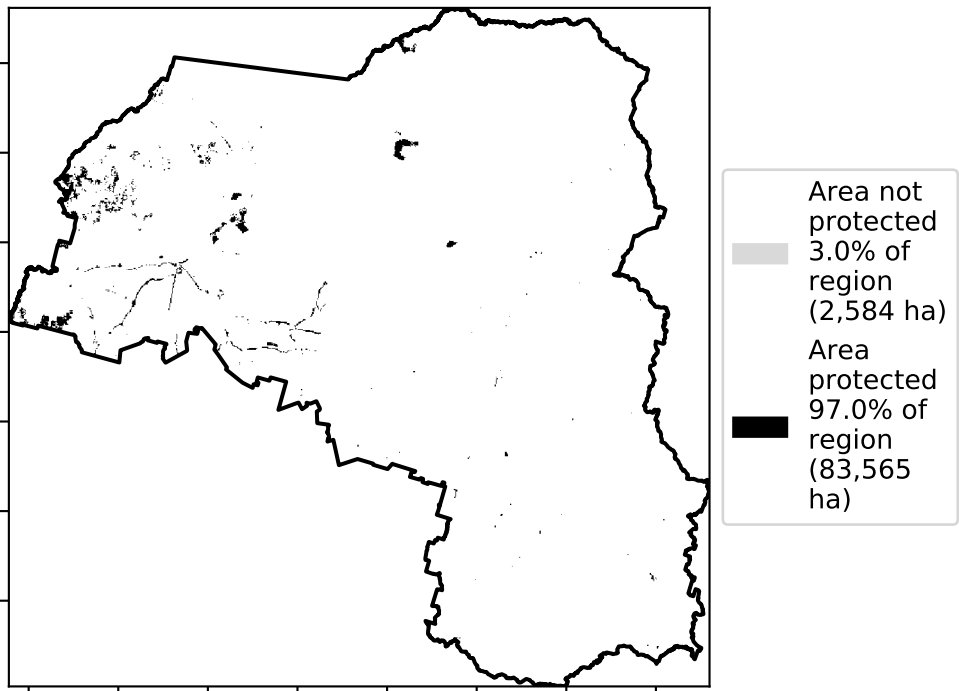 Area not
protected
3.0% of
region
(2,584 ha)
Area
protected
97.0% of
region
(83,565
ha)